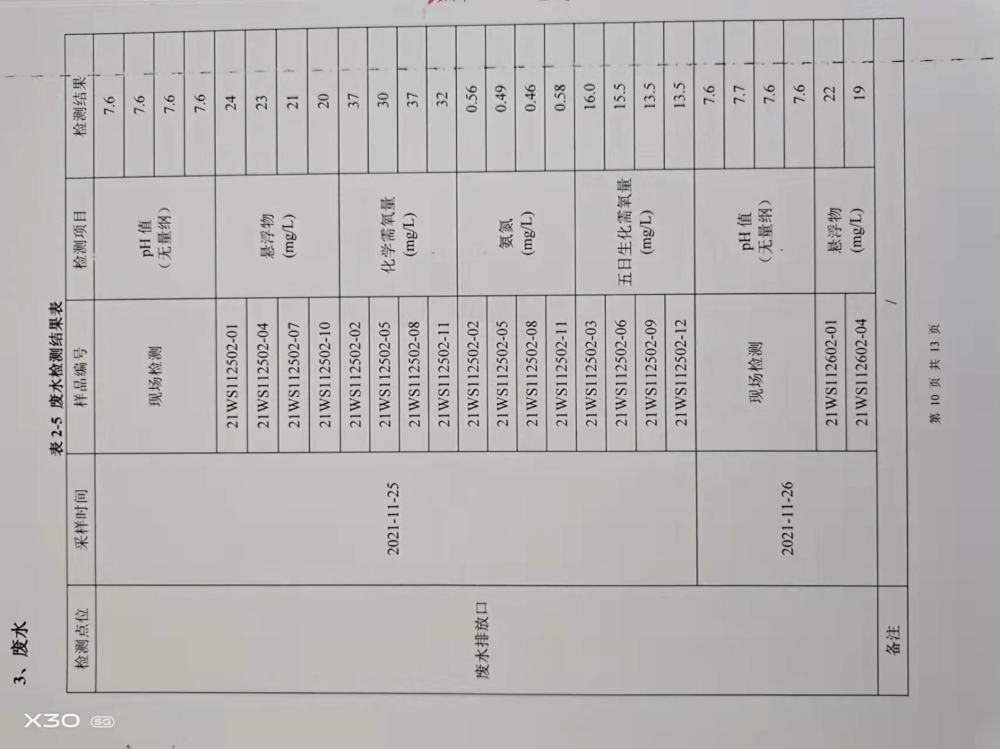 3、废水
表 2-5 废水检测结果表
检测点位 采样时间 样品编号 检测项目 检测结果
废水排放口 2021-11-25 现场检测 pH 值 （无量纲） 7.6
7.6
7.6
7.6
21WS112502-01 悬浮物 (mg/L) 24
21WS112502-04 23
21WS112502-07 21
21WS112502-10 20
21WS112502-02 化学需氧量 (mg/L) 37
21WS112502-05 30
21WS112502-08 37
21WS112502-11 32
21WS112502-02 氨氮 (mg/L) 0.56
21WS112502-05 0.49
21WS112502-08 0.46
21WS112502-11 0.58
21WS112502-03 五日生化需氧量 (mg/L) 16.0
21WS112502-06 15.5
21WS112502-09 13.5
21WS112502-12 13.5
2021-11-26 现场检测 pH 值 （无量纲） 7.6
7.7
7.6
7.6
21WS112602-01 悬浮物 (mg/L) 22
21WS112602-04 19
备注 /
第 10 页 共 13 页
X30 5G